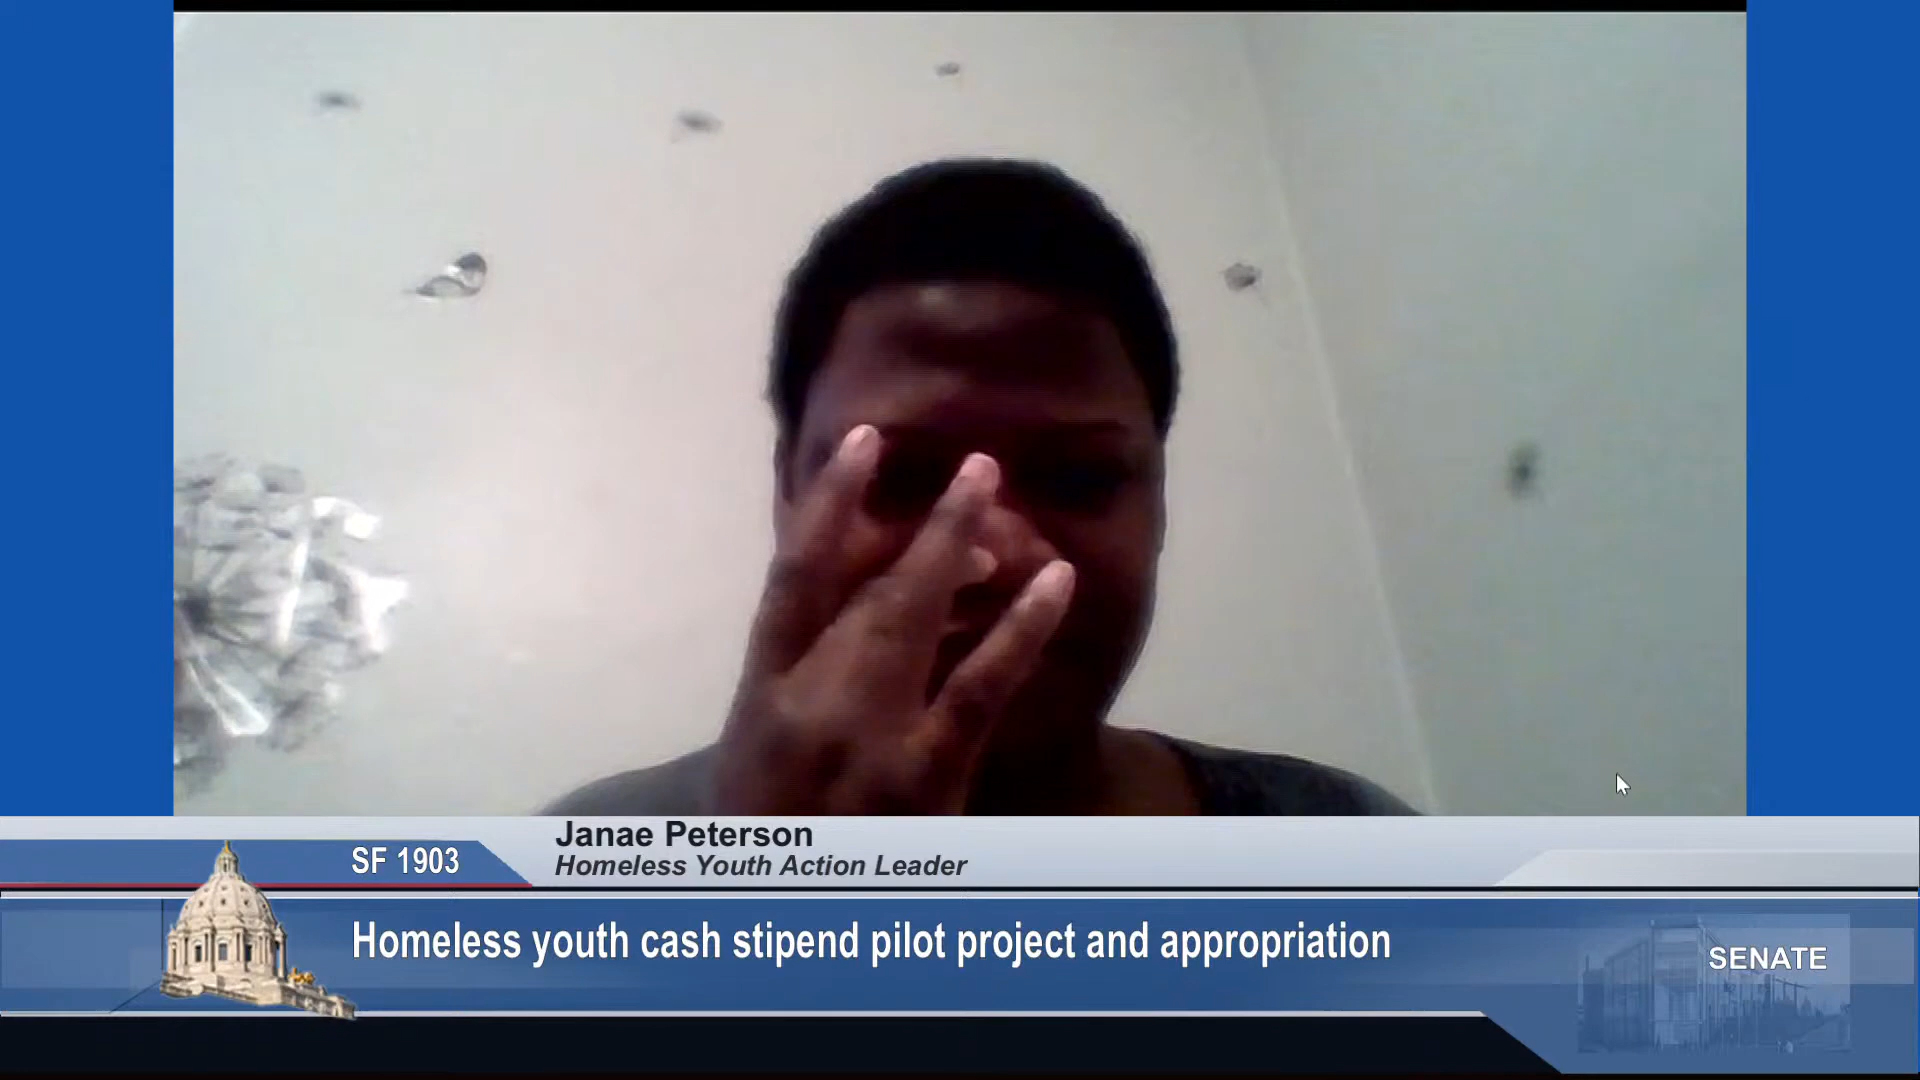 Janae Peterson
SF 1903
Homeless Youth Action Leader
Homeless youth cash stipend pilot project and appropriation
SENATE